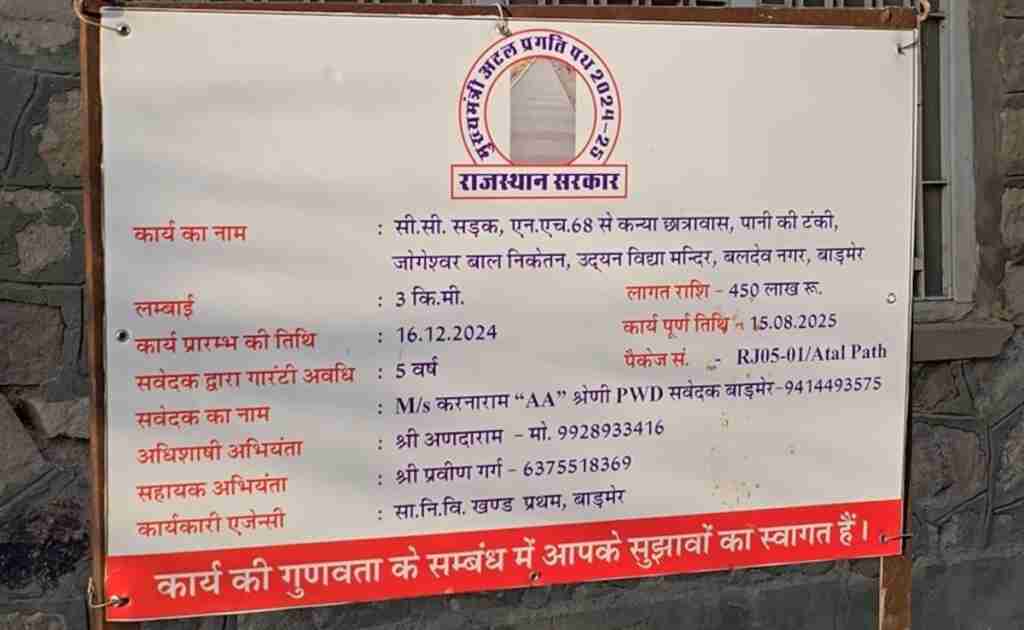 मुख्यमंत्री अटल प्रगति पथ 2024-25
राजस्थान सरकार
कार्य का नाम : सी.सी. सड़क, एन.एच.68 से कन्या छात्रावास, पानी की टंकी,
जोगेश्वर बाल निकेतन, उद्यन विद्या मन्दिर, बलदेव नगर, बाड़मेर
लम्बाई : 3 कि.मी. लागत राशि - 450 लाख रू.
कार्य प्रारम्भ की तिथि : 16.12.2024 कार्य पूर्ण तिथि - 15.08.2025
सवेदक द्वारा गारंटी अवधि : 5 वर्ष पैकेज सं. - RJ05-01/Atal Path
सवेदक का नाम : M/s करनाराम “AA” श्रेणी PWD सवेदक बाड़मेर-9414493575
अधिशाषी अभियंता : श्री अणदाराम - मो. 9928933416
सहायक अभियंता : श्री प्रवीण गर्ग - 6375518369
कार्यकारी एजेन्सी : सा.नि.वि. खण्ड प्रथम, बाड़मेर
कार्य की गुणवता के सम्बंध में आपके सुझावों का स्वागत हैं।